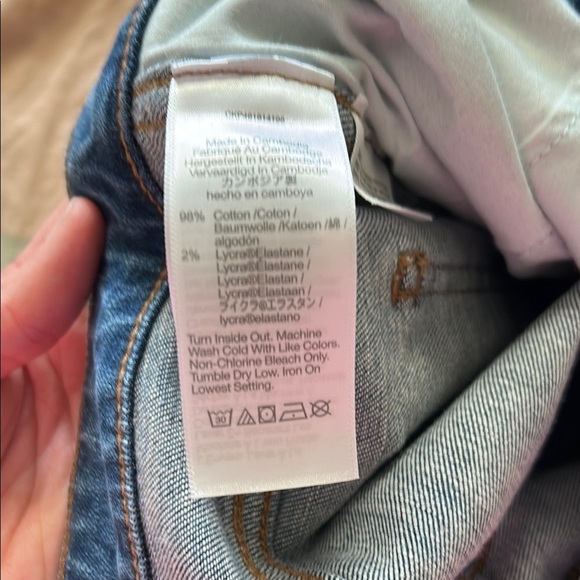 Made In Cambodia
Fabriqué Au Cambodge
Hergestellt In Kambodscha
Vervaardigd In Cambodja
カンボジア製
hecho en camboya
98% Cotton /Coton /
Baumwolle /Katoen /綿 /
algodón
2% Lycra®Elastane /
Lycra®Élasthanne /
Lycra®Elastan /
Lycra®Elastaan /
ライクラ®エラスタン /
lycra®elastano
Turn Inside Out. Machine
Wash Cold With Like Colors.
Non-Chlorine Bleach Only.
Tumble Dry Low. Iron On
Lowest Setting.
30